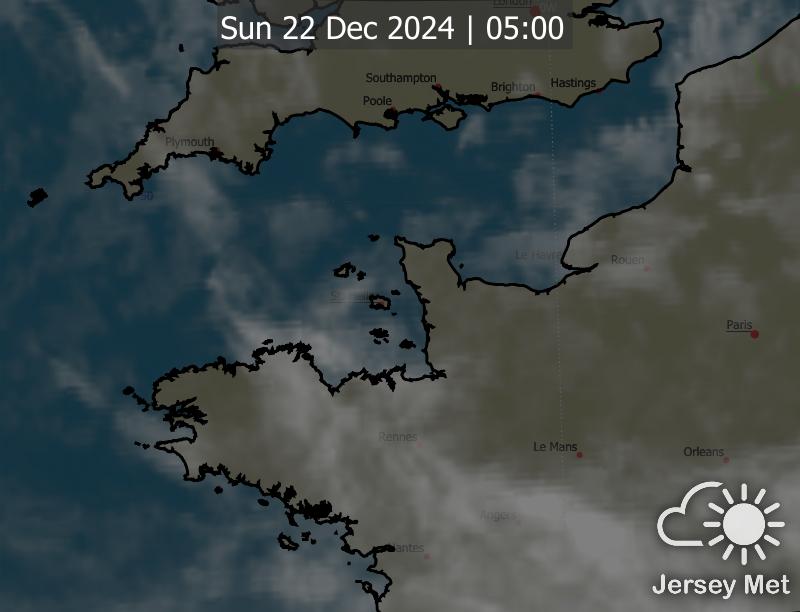 London
Sun 22 Dec 2024 | 05:00
Southampton
Brighton
Hastings
Poole
Plymouth
50
Le Havre
Rouen
Paris
Rennes
Le Mans
Orleans
Angers
Nantes
Jersey Met